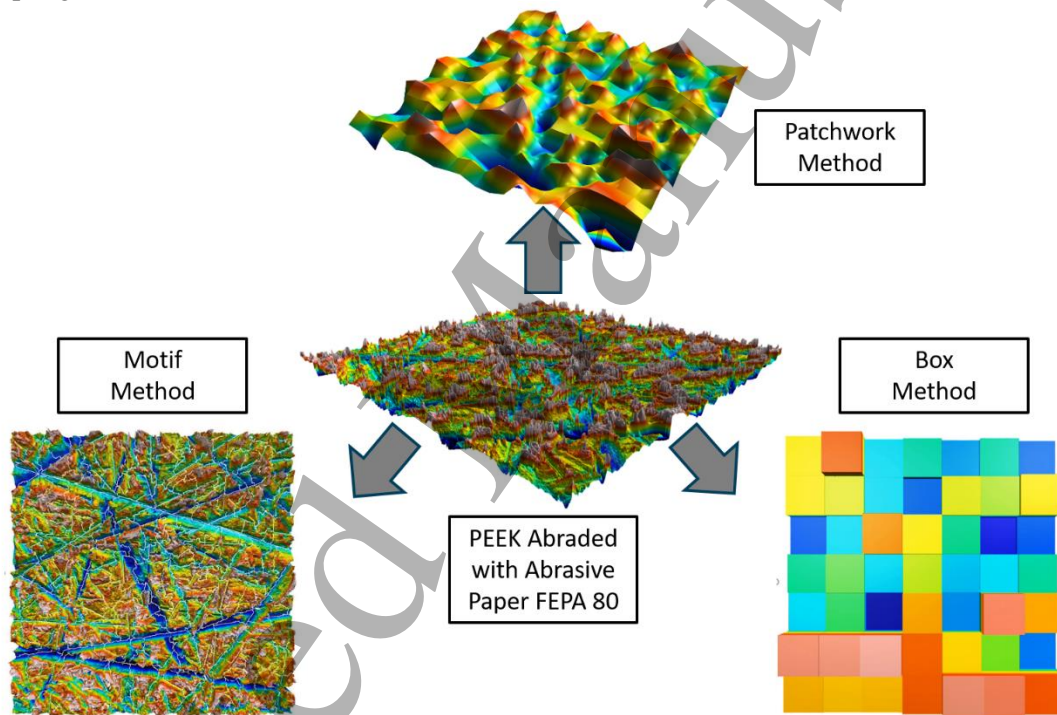 Patchwork
Method
Motif
Method
Box
Method
PEEK Abraded
with Abrasive
Paper FEPA 80